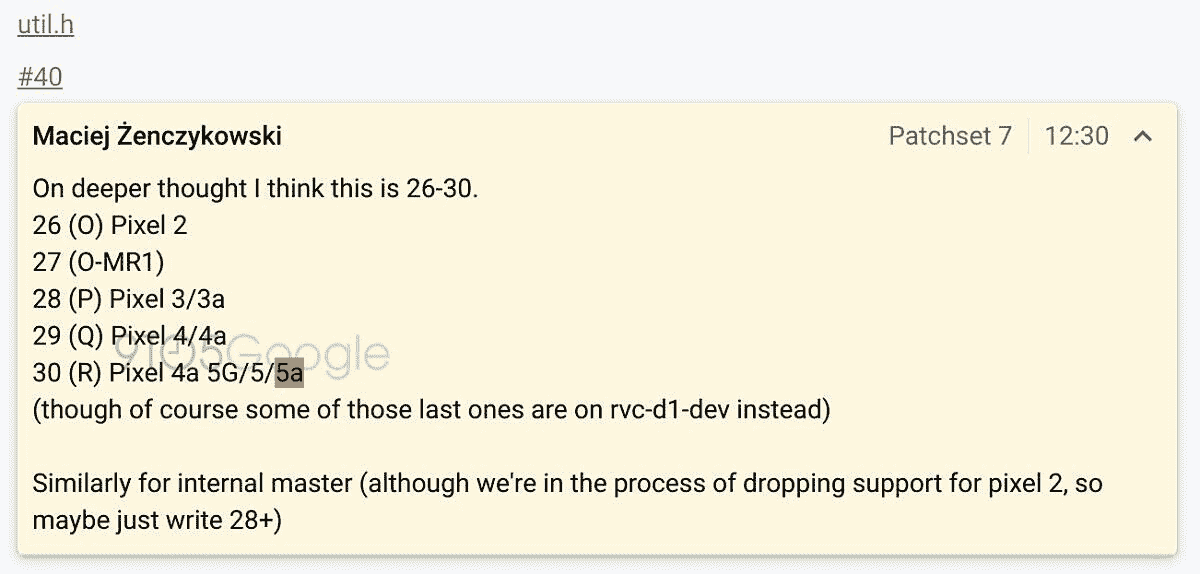 util.h
#40
Maciej Żenczykowski
Patchset 7 12:30
On deeper thought I think this is 26-30.
26 (O) Pixel 2
27 (O-MR1)
28 (P) Pixel 3/3a
29 (Q) Pixel 4/4a
9TO5Google
30 (R) Pixel 4a 5G/5/5a
(though of course some of those last ones are on rvc-d1-dev instead)
Similarly for internal master (although we're in the process of dropping support for pixel 2, so
maybe just write 28+)